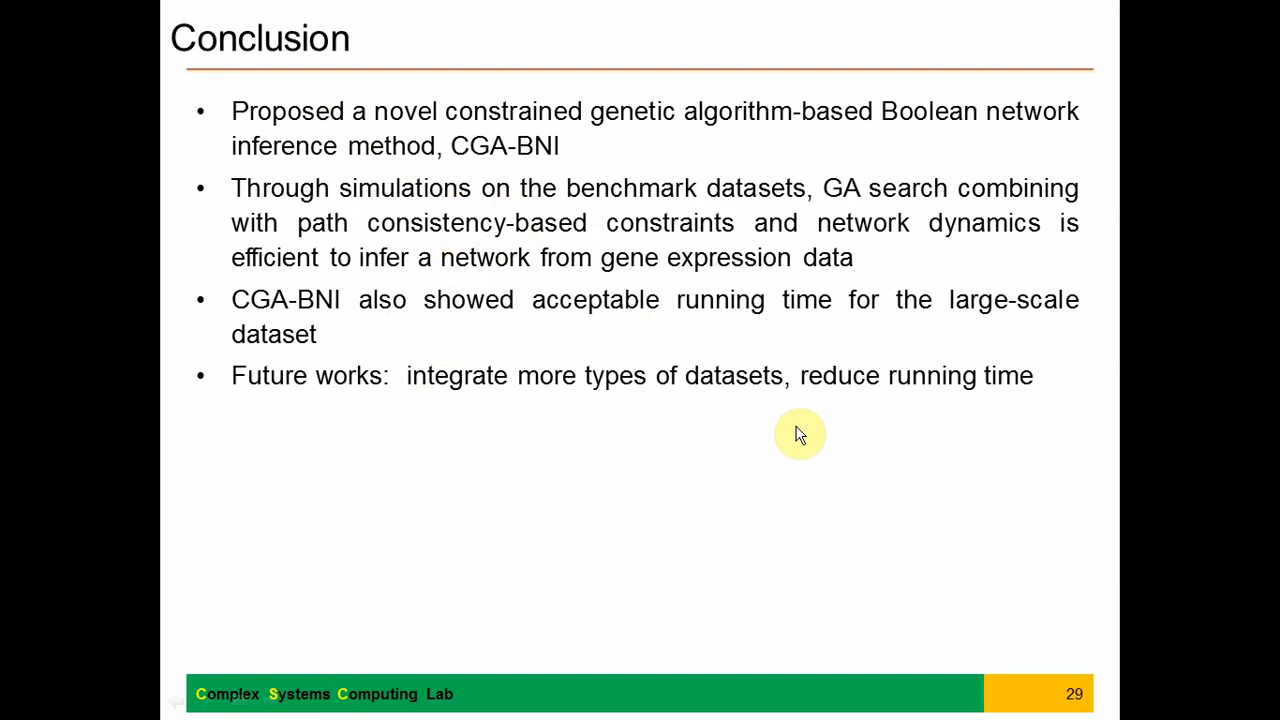 Conclusion
• Proposed a novel constrained genetic algorithm-based Boolean network
inference method, CGA-BNI
• Through simulations on the benchmark datasets, GA search combining
with path consistency-based constraints and network dynamics is
efficient to infer a network from gene expression data
• CGA-BNI also showed acceptable running time for the large-scale
dataset
• Future works: integrate more types of datasets, reduce running time
Complex Systems Computing Lab
29